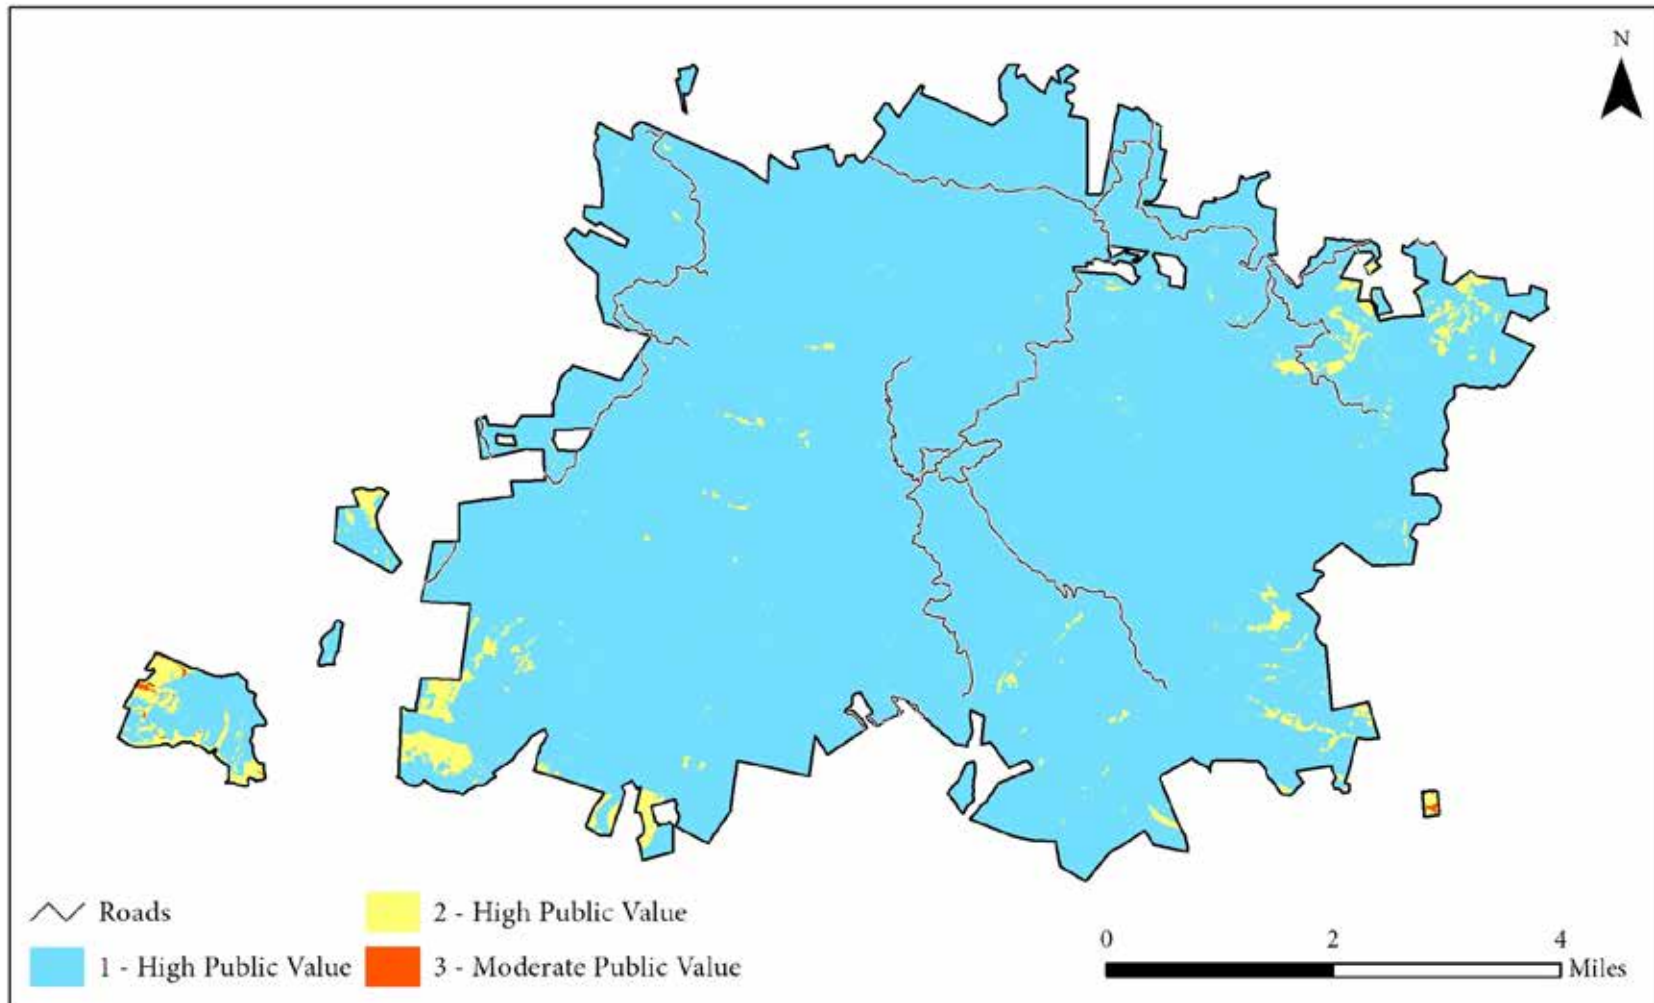 N
Roads
2 - High Public Value
1 - High Public Value
3 - Moderate Public Value
0 2 4
Miles